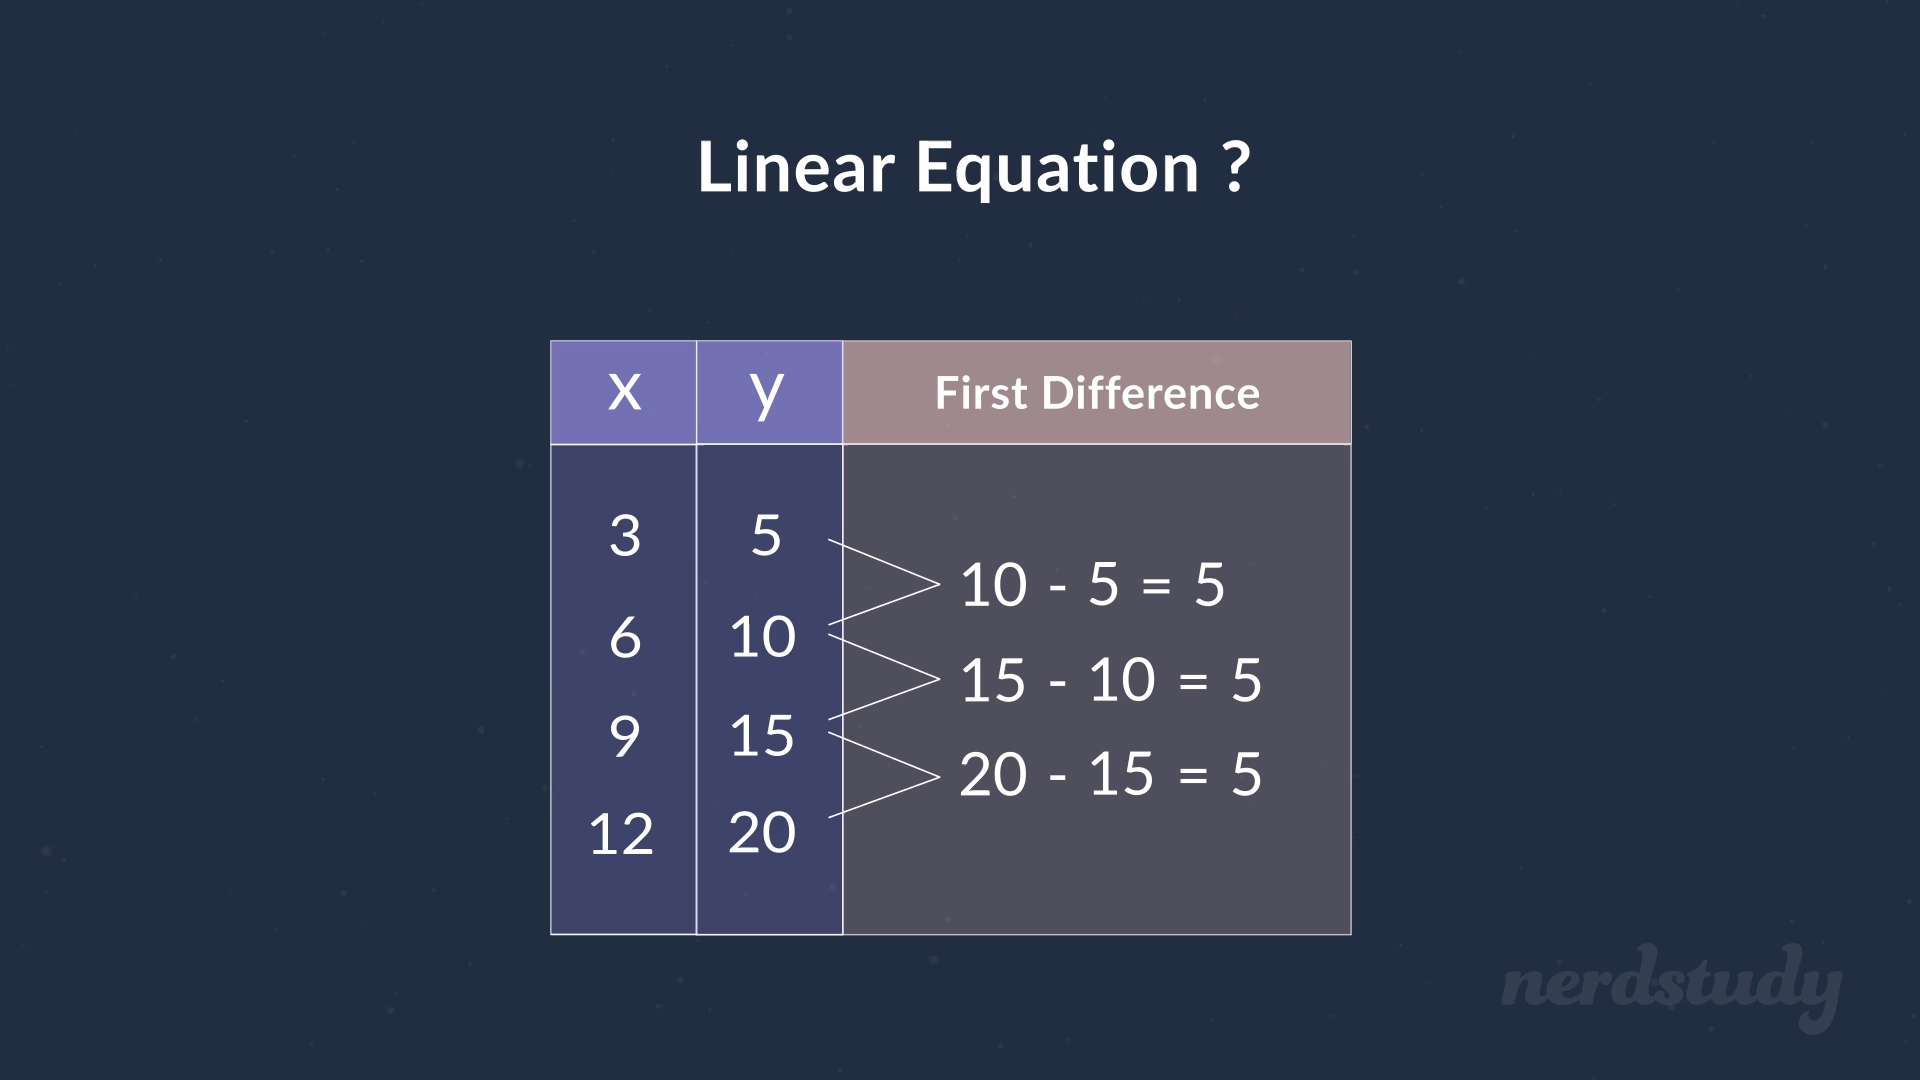 Linear Equation ?
x y First Difference
3 5
10 - 5 = 5
6 10
15 - 10 = 5
9 15
20 - 15 = 5
12 20
nerdstudy